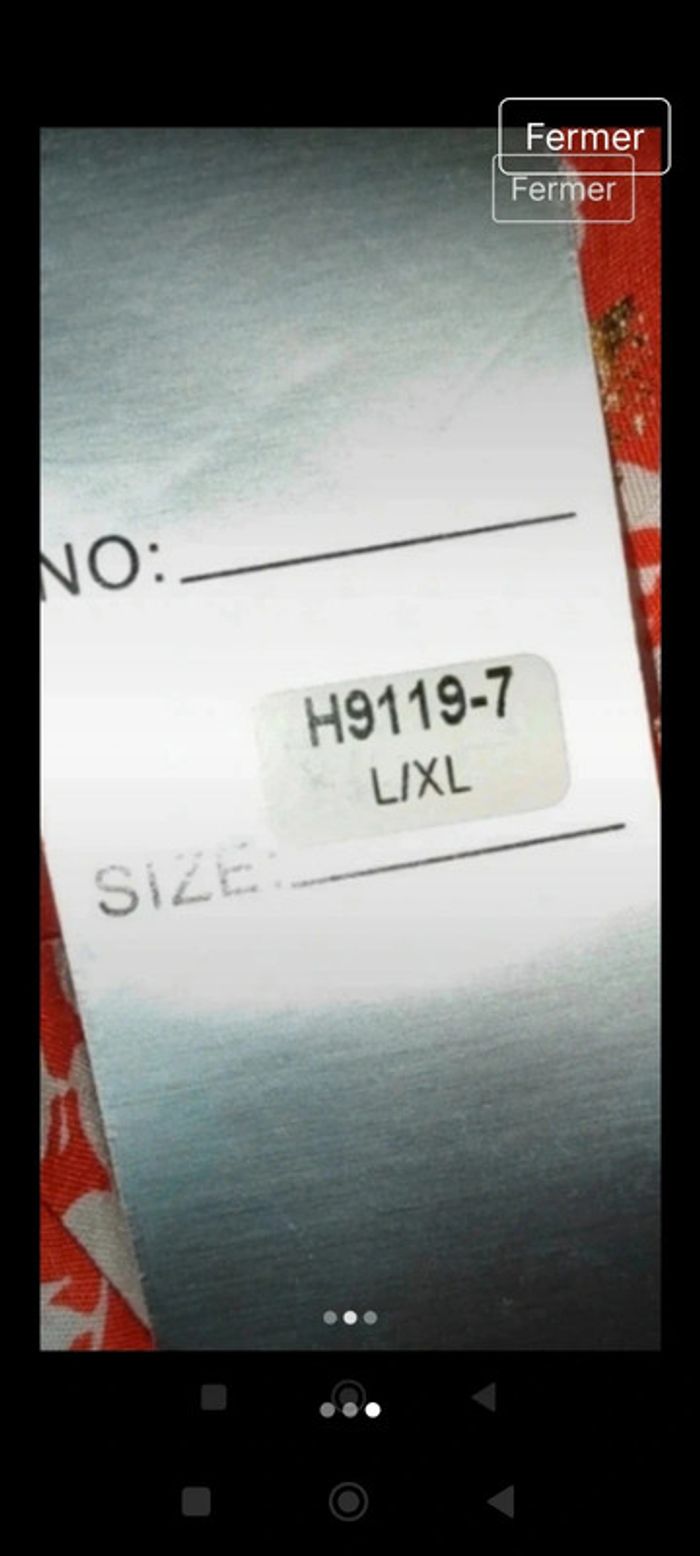 Fermer
Fermer
NO:
H9119-7
L/XL
SIZE: